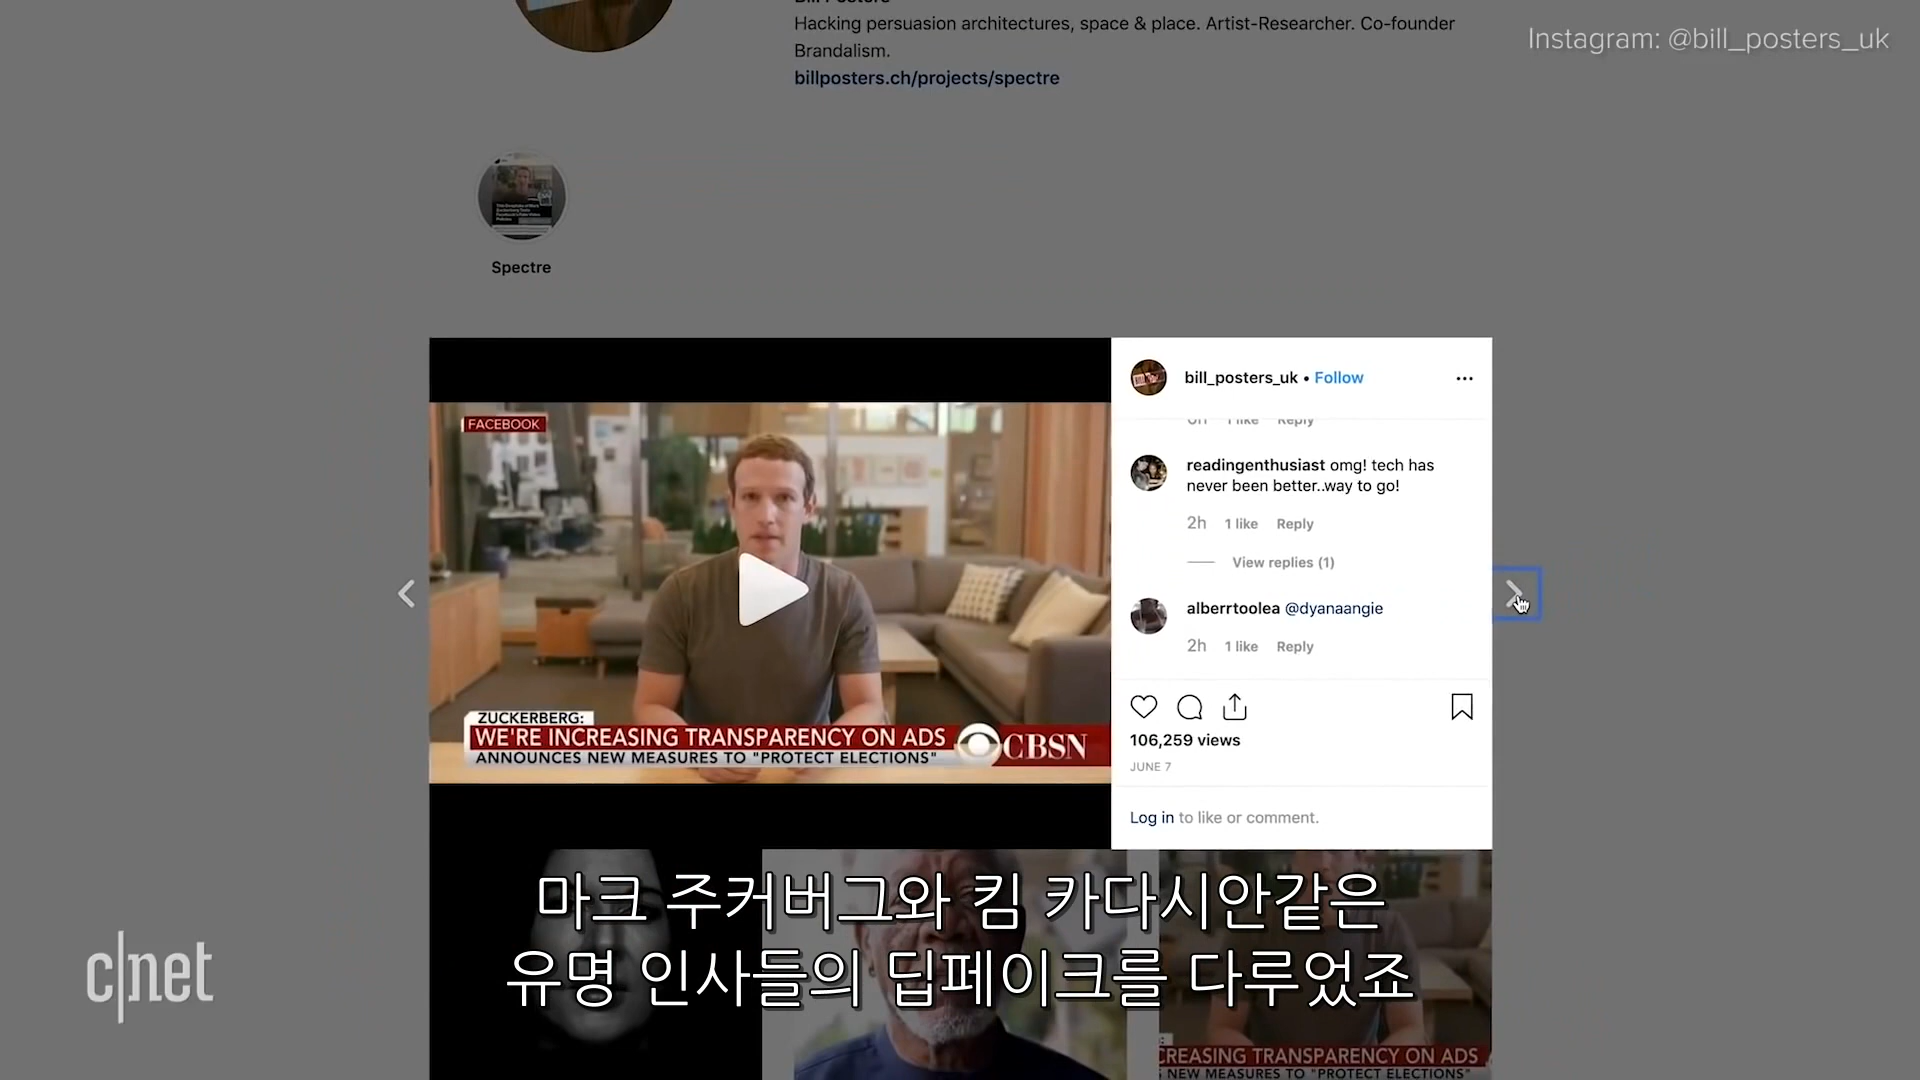 Hacking persuasion architectures, space & place. Artist-Researcher. Co-founder
Brandalism.
billposters.ch/projects/spectre
Instagram: @bill_posters_uk
Spectre
bill_posters_uk • Follow
Reply
readingenthusiast omg! tech has
never been better..way to go!
2h 1 like Reply
View replies (1)
alberrtoolea @dyanaangie
2h 1 like Reply
106,259 views
JUNE 7
Log in to like or comment.
FACEBOOK
ZUCKERBERG:
WE'RE INCREASING TRANSPARENCY ON ADS
ANNOUNCES NEW MEASURES TO "PROTECT ELECTIONS"
CBSN
마크 주커버그와 킴 카다시안같은
유명 인사들의 딥페이크를 다루었죠
c|net
CREASING TRANSPARENCY ON ADS
NEW MEASURES TO "PROTECT ELECTIONS"